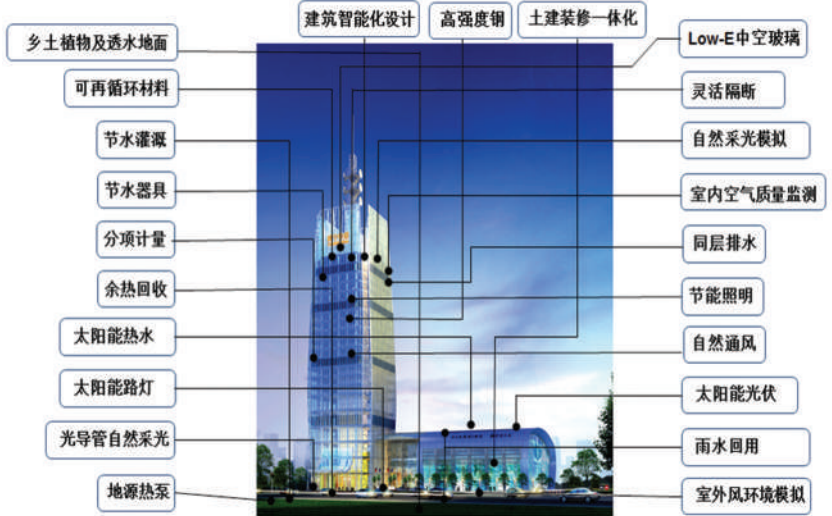 建筑智能化设计
高强度钢
土建装修一体化
乡土植物及透水地面
可再循环材料
节水灌溉
节水器具
分项计量
余热回收
太阳能热水
太阳能路灯
光导管自然采光
地源热泵
Low-E中空玻璃
灵活隔断
自然采光模拟
室内空气质量监测
同层排水
节能照明
自然通风
太阳能光伏
雨水回用
室外风环境模拟